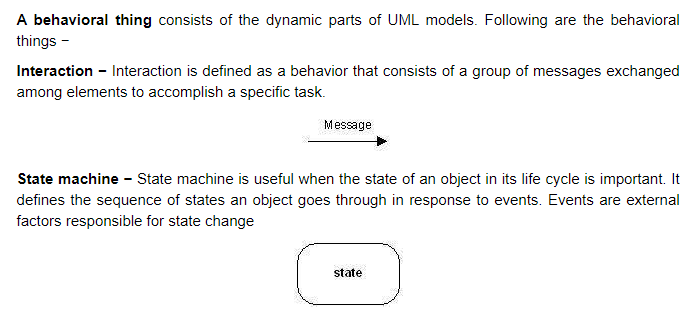 A behavioral thing consists of the dynamic parts of UML models. Following are the behavioral
things −
Interaction − Interaction is defined as a behavior that consists of a group of messages exchanged
among elements to accomplish a specific task.
Message
State machine − State machine is useful when the state of an object in its life cycle is important. It
defines the sequence of states an object goes through in response to events. Events are external
factors responsible for state change
state